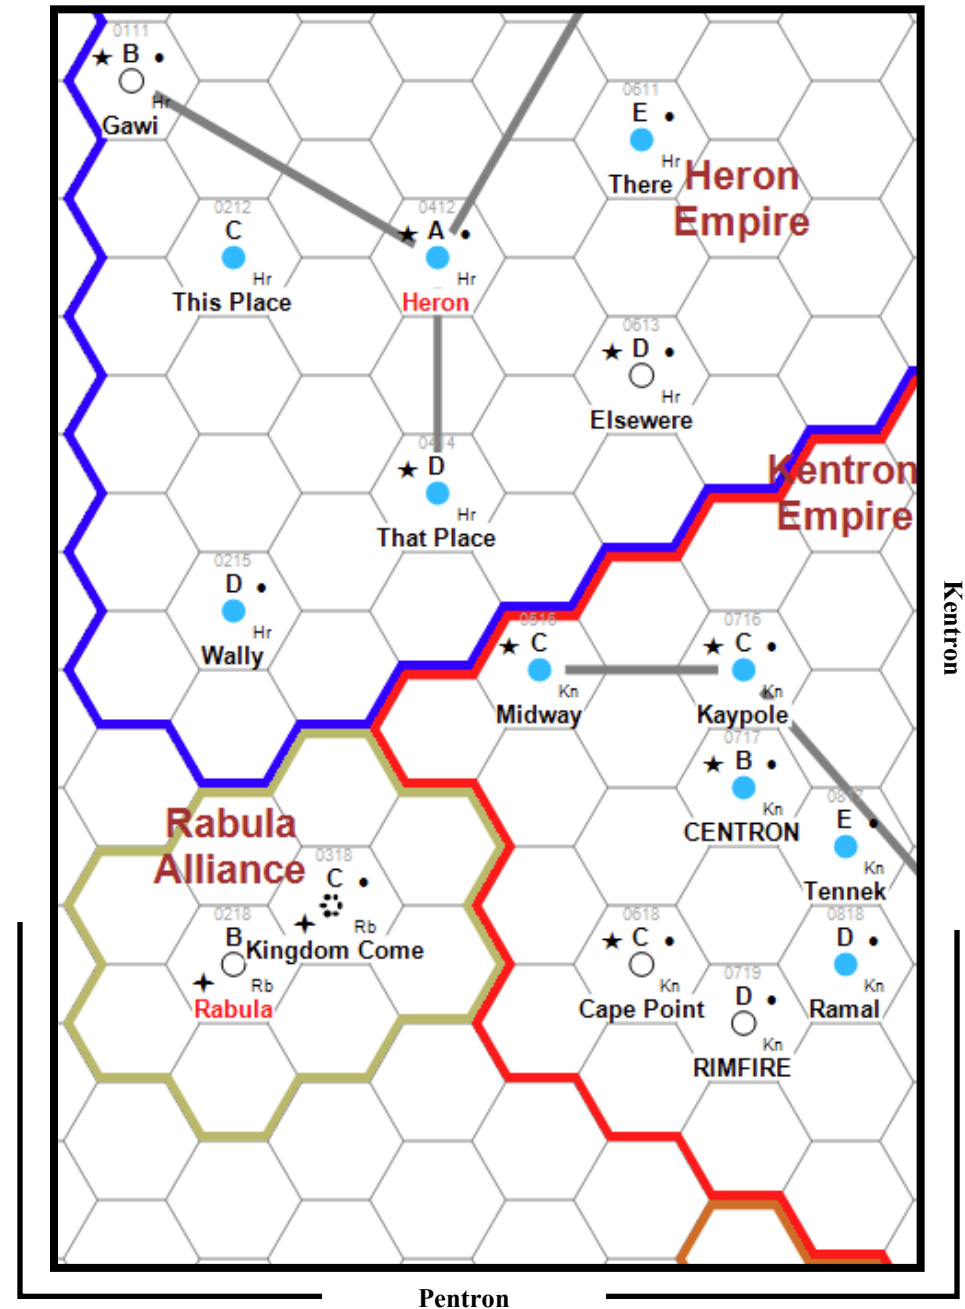 0111
B
Hr
Gawi
0611
E
Hr
There
Heron
Empire
0212
C
Hr
This Place
0412
A
Hr
Heron
0613
D
Hr
Elsewere
Kentron
Empire
0414
D
Hr
That Place
0215
D
Hr
Wally
0516
C
Kn
Midway
0716
C
Kn
Kaypole
Kentron
0717
B
Kn
CENTRON
0817
E
Kn
Tennek
Rabula
Alliance
0318
C
Rb
Kingdom Come
0218
B
Rb
Rabula
0618
C
Kn
Cape Point
0818
D
Kn
Ramal
0719
D
Kn
RIMFIRE
Pentron